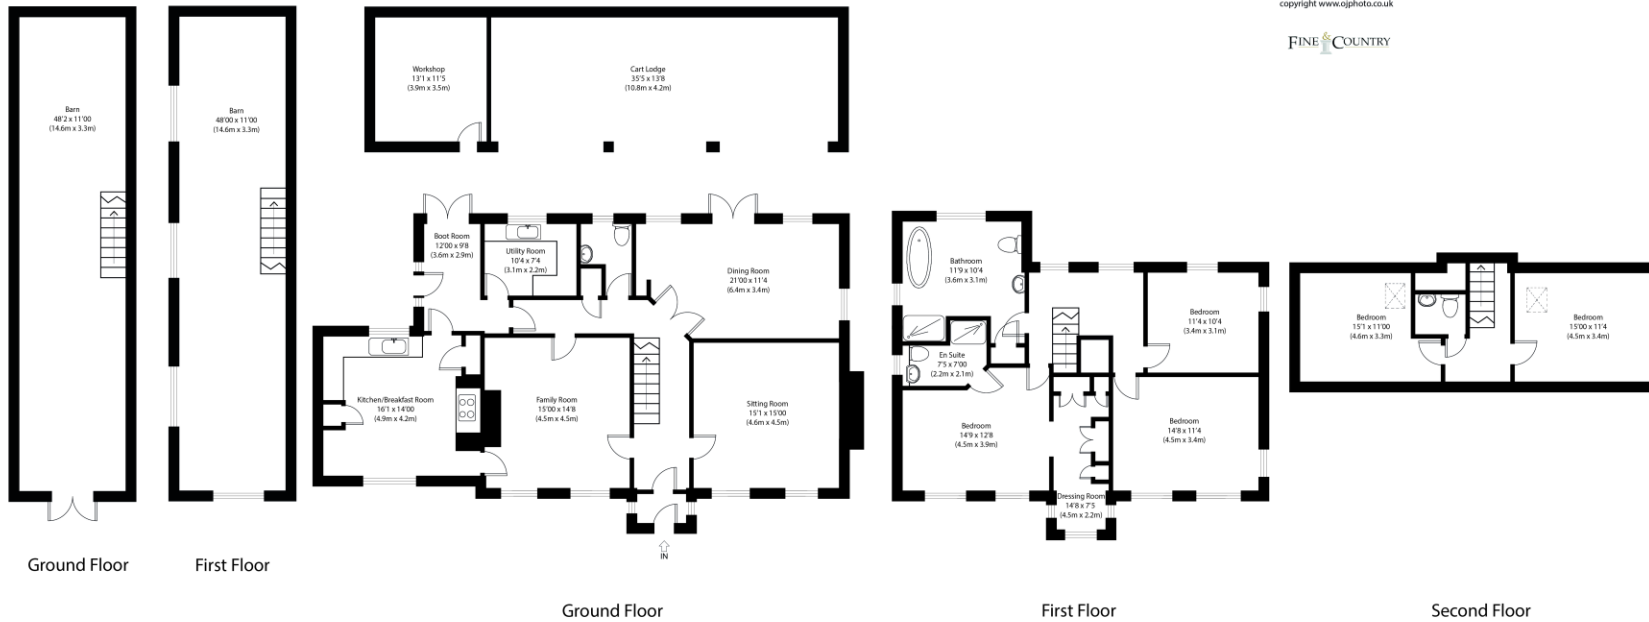 copyright www.ojphoto.co.uk
FINE & COUNTRY
Barn
48'2 x 11'00
(14.6m x 3.3m)
Barn
48'00 x 11'00
(14.6m x 3.3m)
Workshop
13'1 x 11'5
(3.9m x 3.5m)
Cart Lodge
35'5 x 13'8
(10.8m x 4.2m)
Boot Room
12'00 x 9'8
(3.6m x 2.9m)
Utility Room
10'4 x 7'4
(3.1m x 2.2m)
Dining Room
21'00 x 11'4
(6.4m x 3.4m)
Kitchen/Breakfast Room
16'1 x 14'00
(4.9m x 4.2m)
Family Room
15'00 x 14'8
(4.5m x 4.5m)
Sitting Room
15'1 x 15'00
(4.6m x 4.5m)
IN
Bathroom
11'9 x 10'4
(3.6m x 3.1m)
En Suite
7'5 x 7'00
(2.2m x 2.1m)
Bedroom
11'4 x 10'4
(3.4m x 3.1m)
Bedroom
14'9 x 12'8
(4.5m x 3.9m)
Bedroom
14'8 x 11'4
(4.5m x 3.4m)
Dressing Room
14'8 x 7'5
(4.5m x 2.2m)
Bedroom
15'1 x 11'00
(4.6m x 3.3m)
Bedroom
15'00 x 11'4
(4.5m x 3.4m)
Ground Floor
First Floor
Ground Floor
First Floor
Second Floor